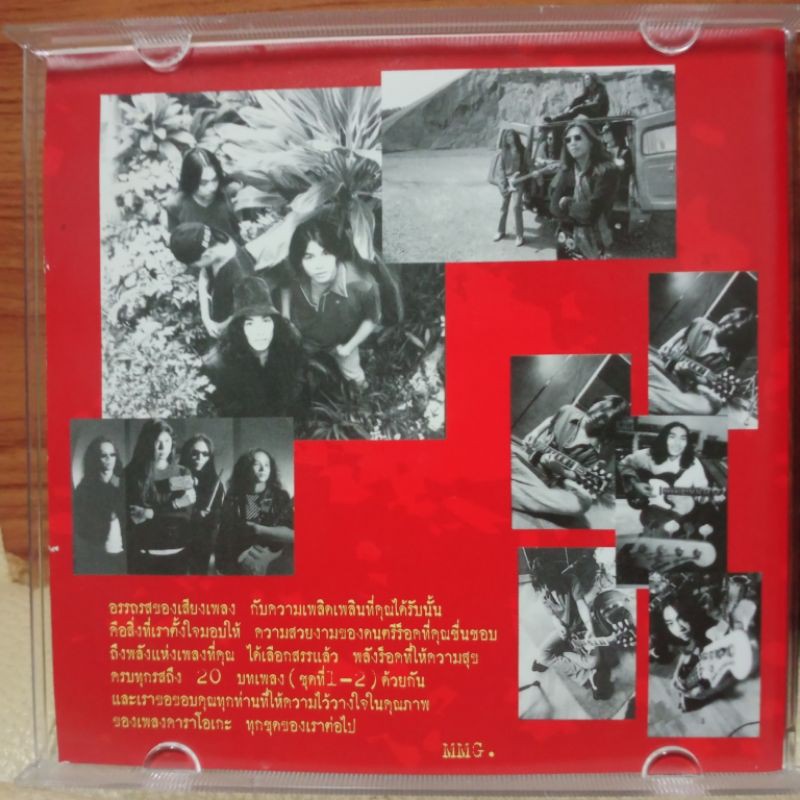 อรรถรสของเสียงเพลง กับความเพลิดเพลินที่คุณได้รับนั้น
คือสิ่งที่เราตั้งใจมอบให้ ความสวยงามของดนตรีร็อคที่คุณชื่นชอบ
ถึงพลังแห่งเพลงที่คุณ ได้เลือกสรรแล้ว พลังร็อคที่ให้ความสุข
ครบทุกรสถึง 20 บทเพลง(ชุดที่1-2)ด้วยกัน
และเราขอขอบคุณทุกท่านที่ให้ความไว้วางใจในคุณภาพ
ของเพลงคาราโอเกะ ทุกชุดของเราต่อไป
MMG.